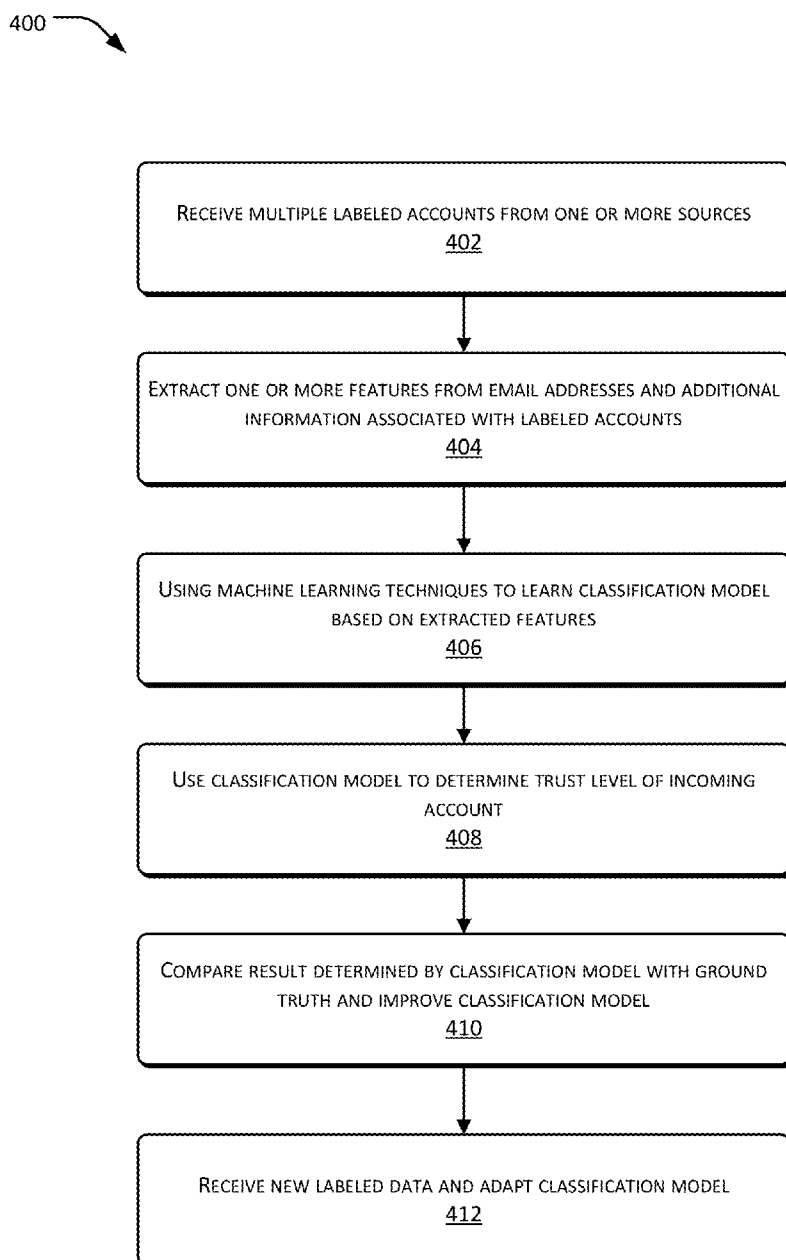 400
RECEIVE MULTIPLE LABELED ACCOUNTS FROM ONE OR MORE SOURCES
402
EXTRACT ONE OR MORE FEATURES FROM EMAIL ADDRESSES AND ADDITIONAL
INFORMATION ASSOCIATED WITH LABELED ACCOUNTS
404
USING MACHINE LEARNING TECHNIQUES TO LEARN CLASSIFICATION MODEL
BASED ON EXTRACTED FEATURES
406
USE CLASSIFICATION MODEL TO DETERMINE TRUST LEVEL OF INCOMING
ACCOUNT
408
COMPARE RESULT DETERMINED BY CLASSIFICATION MODEL WITH GROUND
TRUTH AND IMPROVE CLASSIFICATION MODEL
410
RECEIVE NEW LABELED DATA AND ADAPT CLASSIFICATION MODEL
412